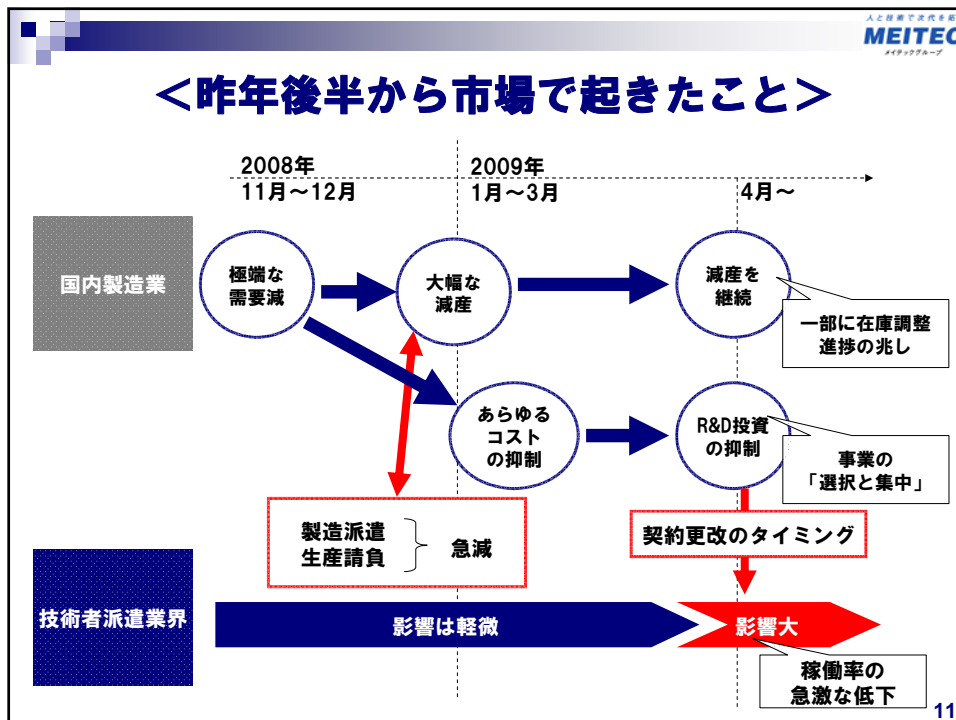 人と技術で次代を拓
MEITEC
メイテックグループ
＜昨年後半から市場で起きたこと＞
2008年
11月～12月
2009年
1月～3月
4月～
国内製造業
極端な
需要減
大幅な
減産
減産を
継続
一部に在庫調整
進捗の兆し
あらゆる
コスト
の抑制
R&D投資
の抑制
事業の
「選択と集中」
製造派遣
生産請負
急減
契約更改のタイミング
技術者派遣業界
影響は軽微
影響大
稼働率の
急激な低下
11